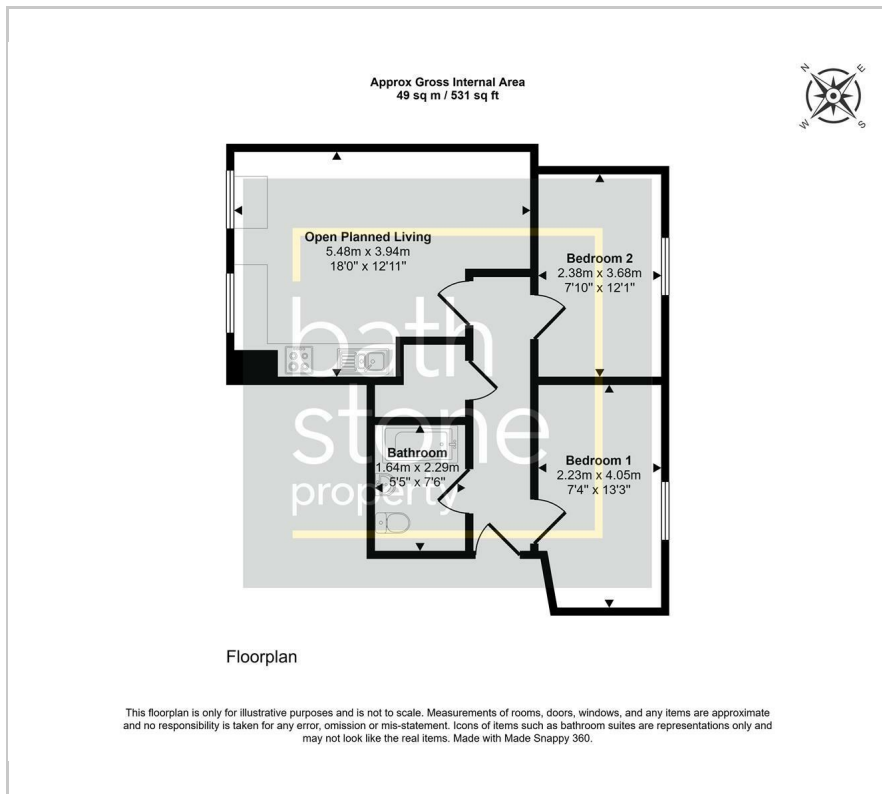 Approx Gross Internal Area
49 sq m / 531 sq ft
N
E
W
S
Open Planned Living
5.48m x 3.94m
18'0" x 12'11"
Bedroom 2
2.38m x 3.68m
7'10" x 12'1"
bath
stone
property
Bathroom
1.64m x 2.29m
5'5" x 7'6"
Bedroom 1
2.23m x 4.05m
7'4" x 13'3"
Floorplan
This floorplan is only for illustrative purposes and is not to scale. Measurements of rooms, doors, windows, and any items are approximate
and no responsibility is taken for any error, omission or mis-statement. Icons of items such as bathroom suites are representations only and
may not look like the real items. Made with Made Snappy 360.